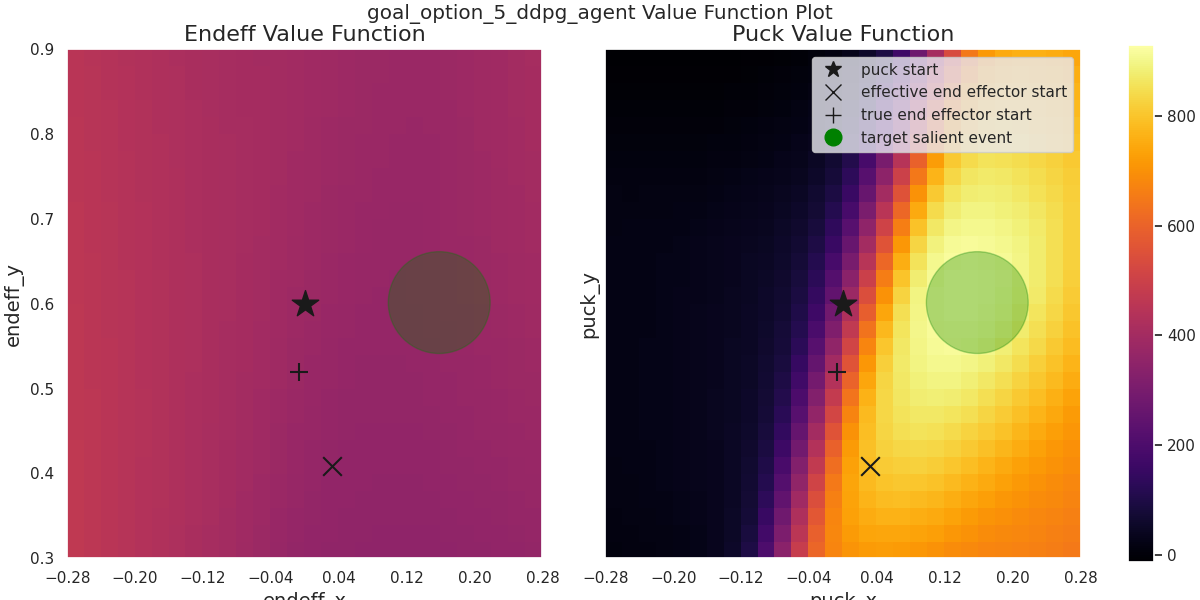 goal_option_5_ddpg_agent Value Function Plot
Endeff Value Function
0.9
0.8
0.7
0.6
0.5
0.4
0.3
endeff_y
−0.28 −0.20 −0.12 −0.04 0.04 0.12 0.20 0.28
endeff_x
Puck Value Function
puck start
effective end effector start
true end effector start
target salient event
puck_y
−0.28 −0.20 −0.12 −0.04 0.04 0.12 0.20 0.28
puck_x
800
600
400
200
0